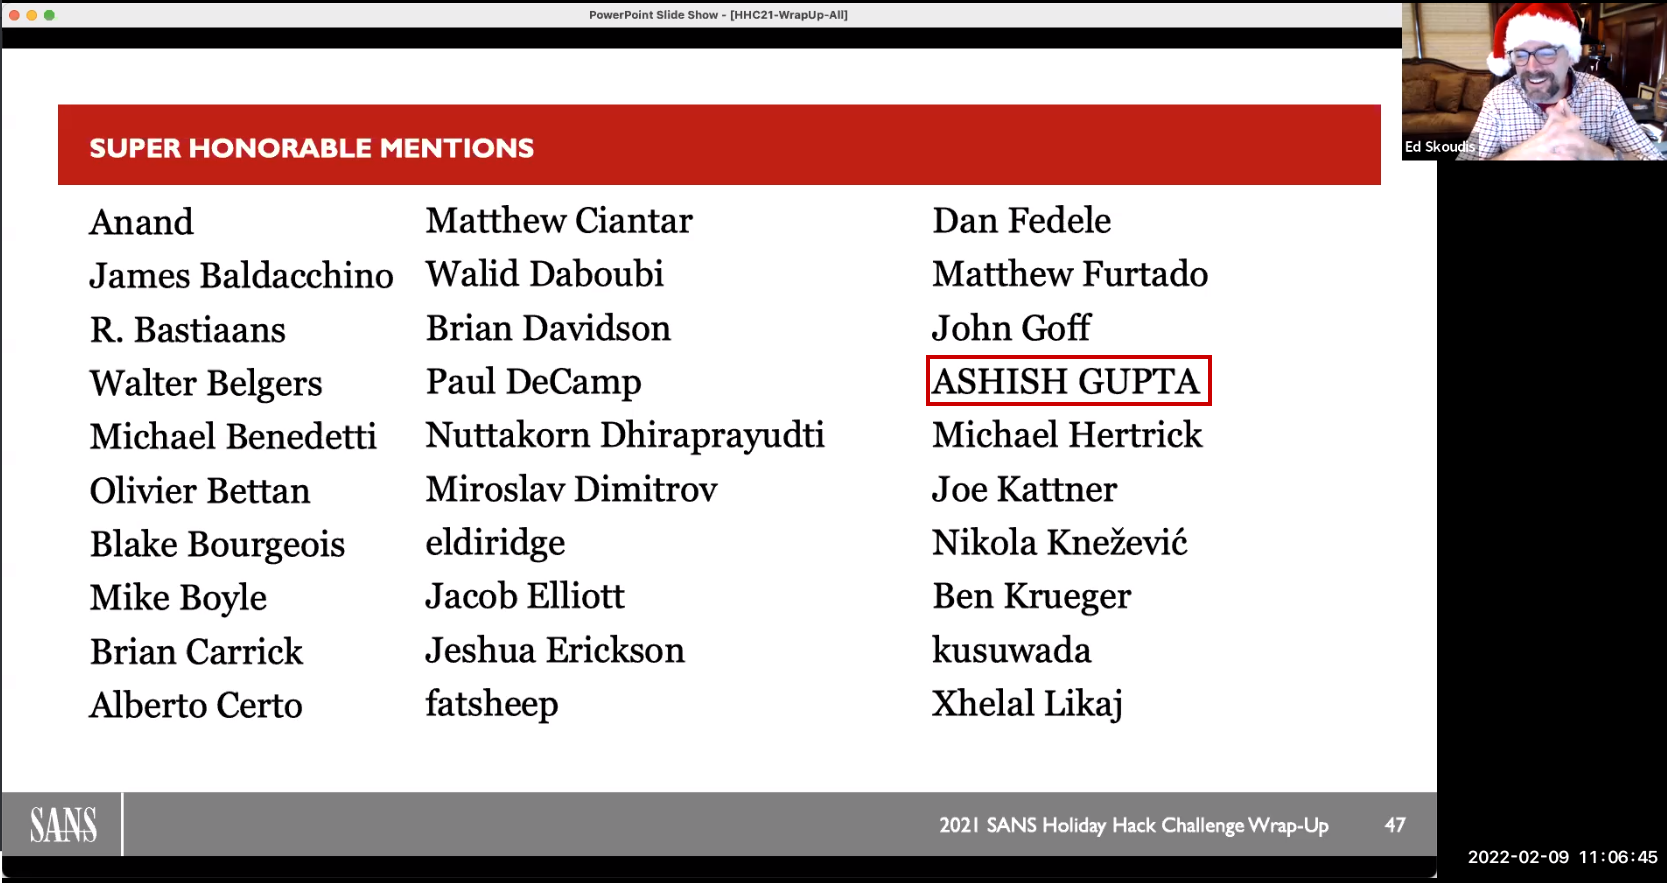 PowerPoint Slide Show - [HHC21-WrapUp-All]
Ed Skoudis
SUPER HONORABLE MENTIONS
Anand
James Baldacchino
R. Bastiaans
Walter Belgers
Michael Benedetti
Olivier Bettan
Blake Bourgeois
Mike Boyle
Brian Carrick
Alberto Certo
Matthew Ciantar
Walid Daboubi
Brian Davidson
Paul DeCamp
Nuttakorn Dhiraprayudti
Miroslav Dimitrov
eldiridge
Jacob Elliott
Jeshua Erickson
fatsheep
Dan Fedele
Matthew Furtado
John Goff
ASHISH GUPTA
Michael Hertrick
Joe Kattner
Nikola Knežević
Ben Krueger
kusuwada
Xhelal Likaj
SANS
2021 SANS Holiday Hack Challenge Wrap-Up
47
2022-02-09 11:06:45